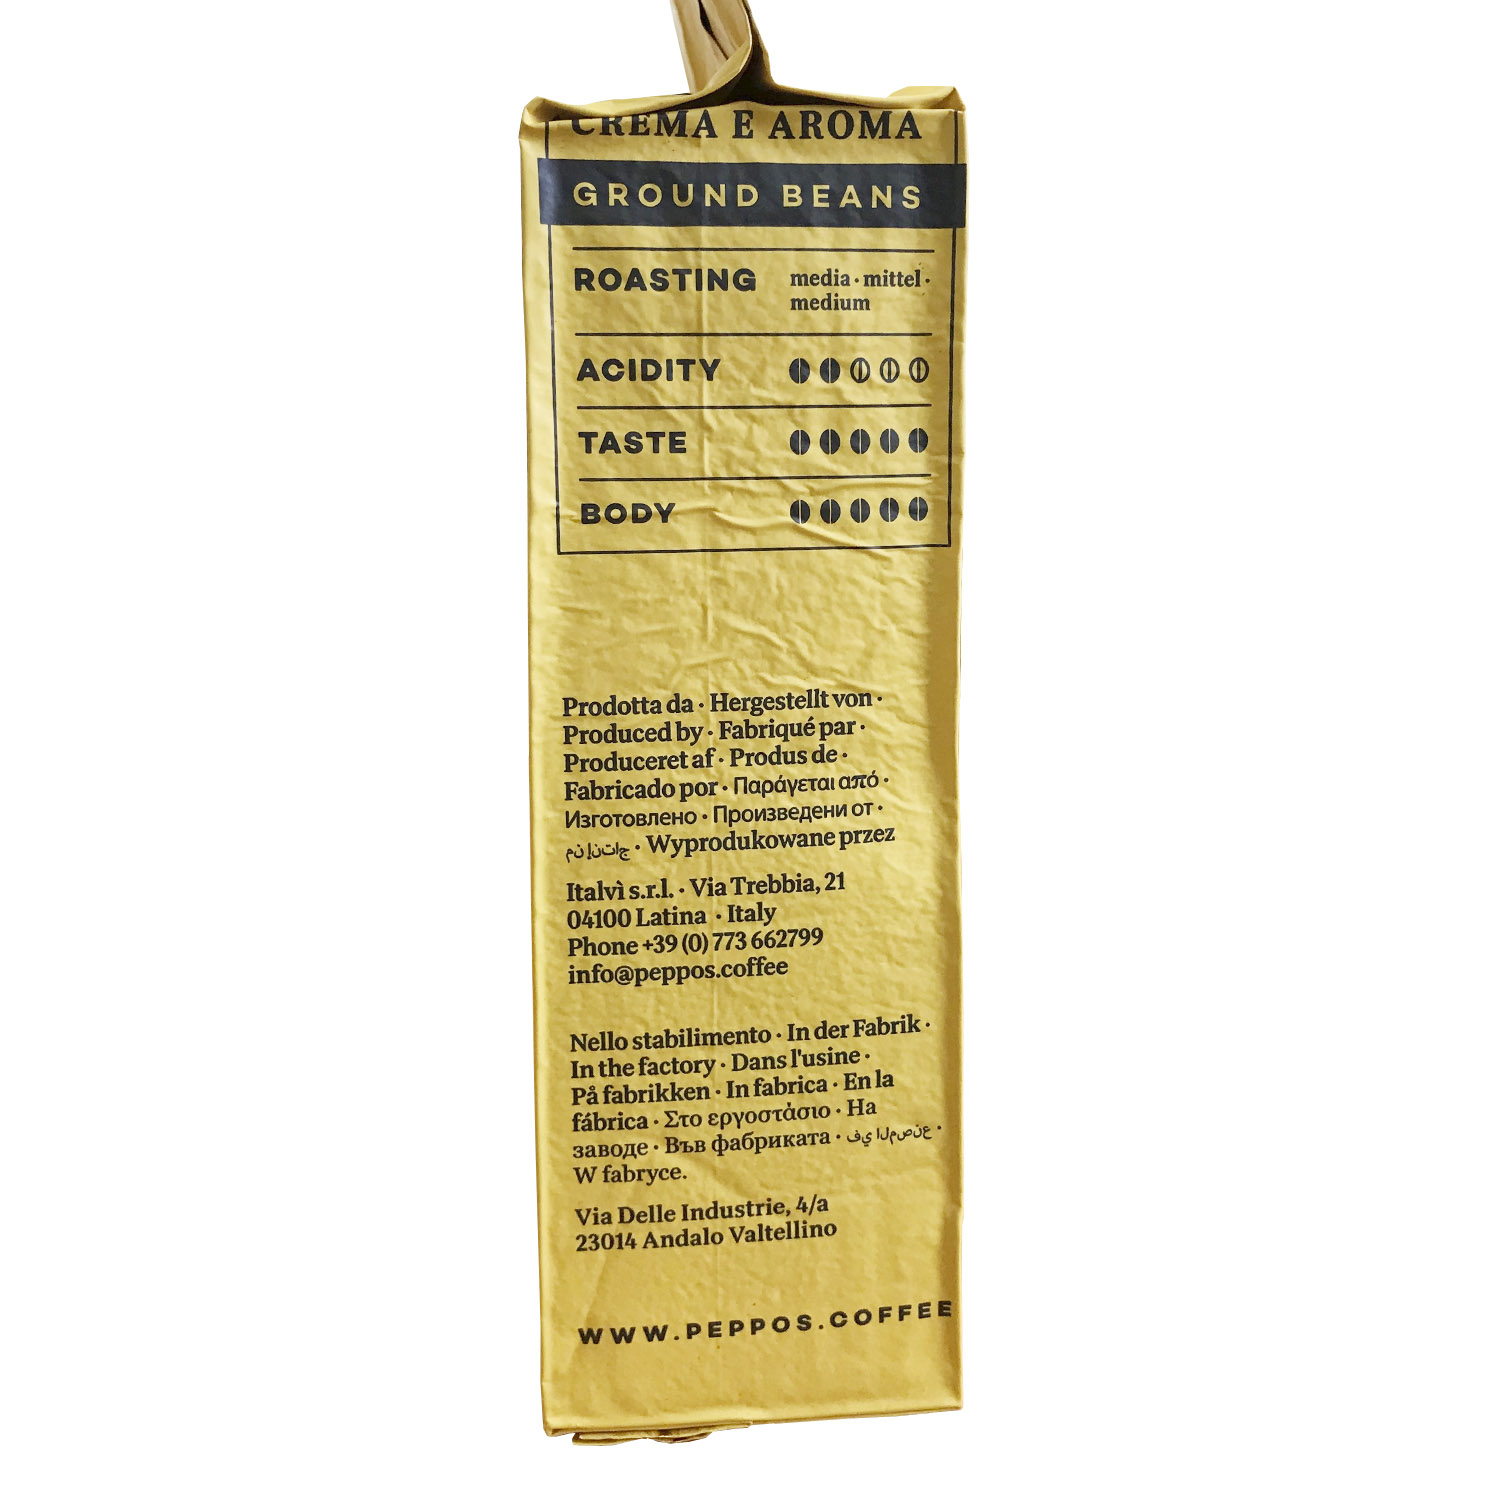 CREMA E AROMA
GROUND BEANS
ROASTING media · mittel ·
medium
ACIDITY
TASTE
BODY
Prodotta da · Hergestellt von ·
Produced by · Fabriqué par ·
Produceret af · Produs de ·
Fabricado por · Παράγεται από ·
Изготовлено · Произведени от ·
ﻡﻥ ﺇﻥﺕﺍﺝ · Wyprodukowane przez
Italvì s.r.l. · Via Trebbia, 21
04100 Latina · Italy
Phone +39 (0) 773 662799
info@peppos.coffee
Nello stabilimento · In der Fabrik ·
In the factory · Dans l'usine ·
På fabrikken · In fabrica · En la
fábrica · Στο εργοστάσιο · На
заводе · Във фабриката · في المصنع ·
W fabryce.
Via Delle Industrie, 4/a
23014 Andalo Valtellino
WWW.PEPPOS.COFFEE